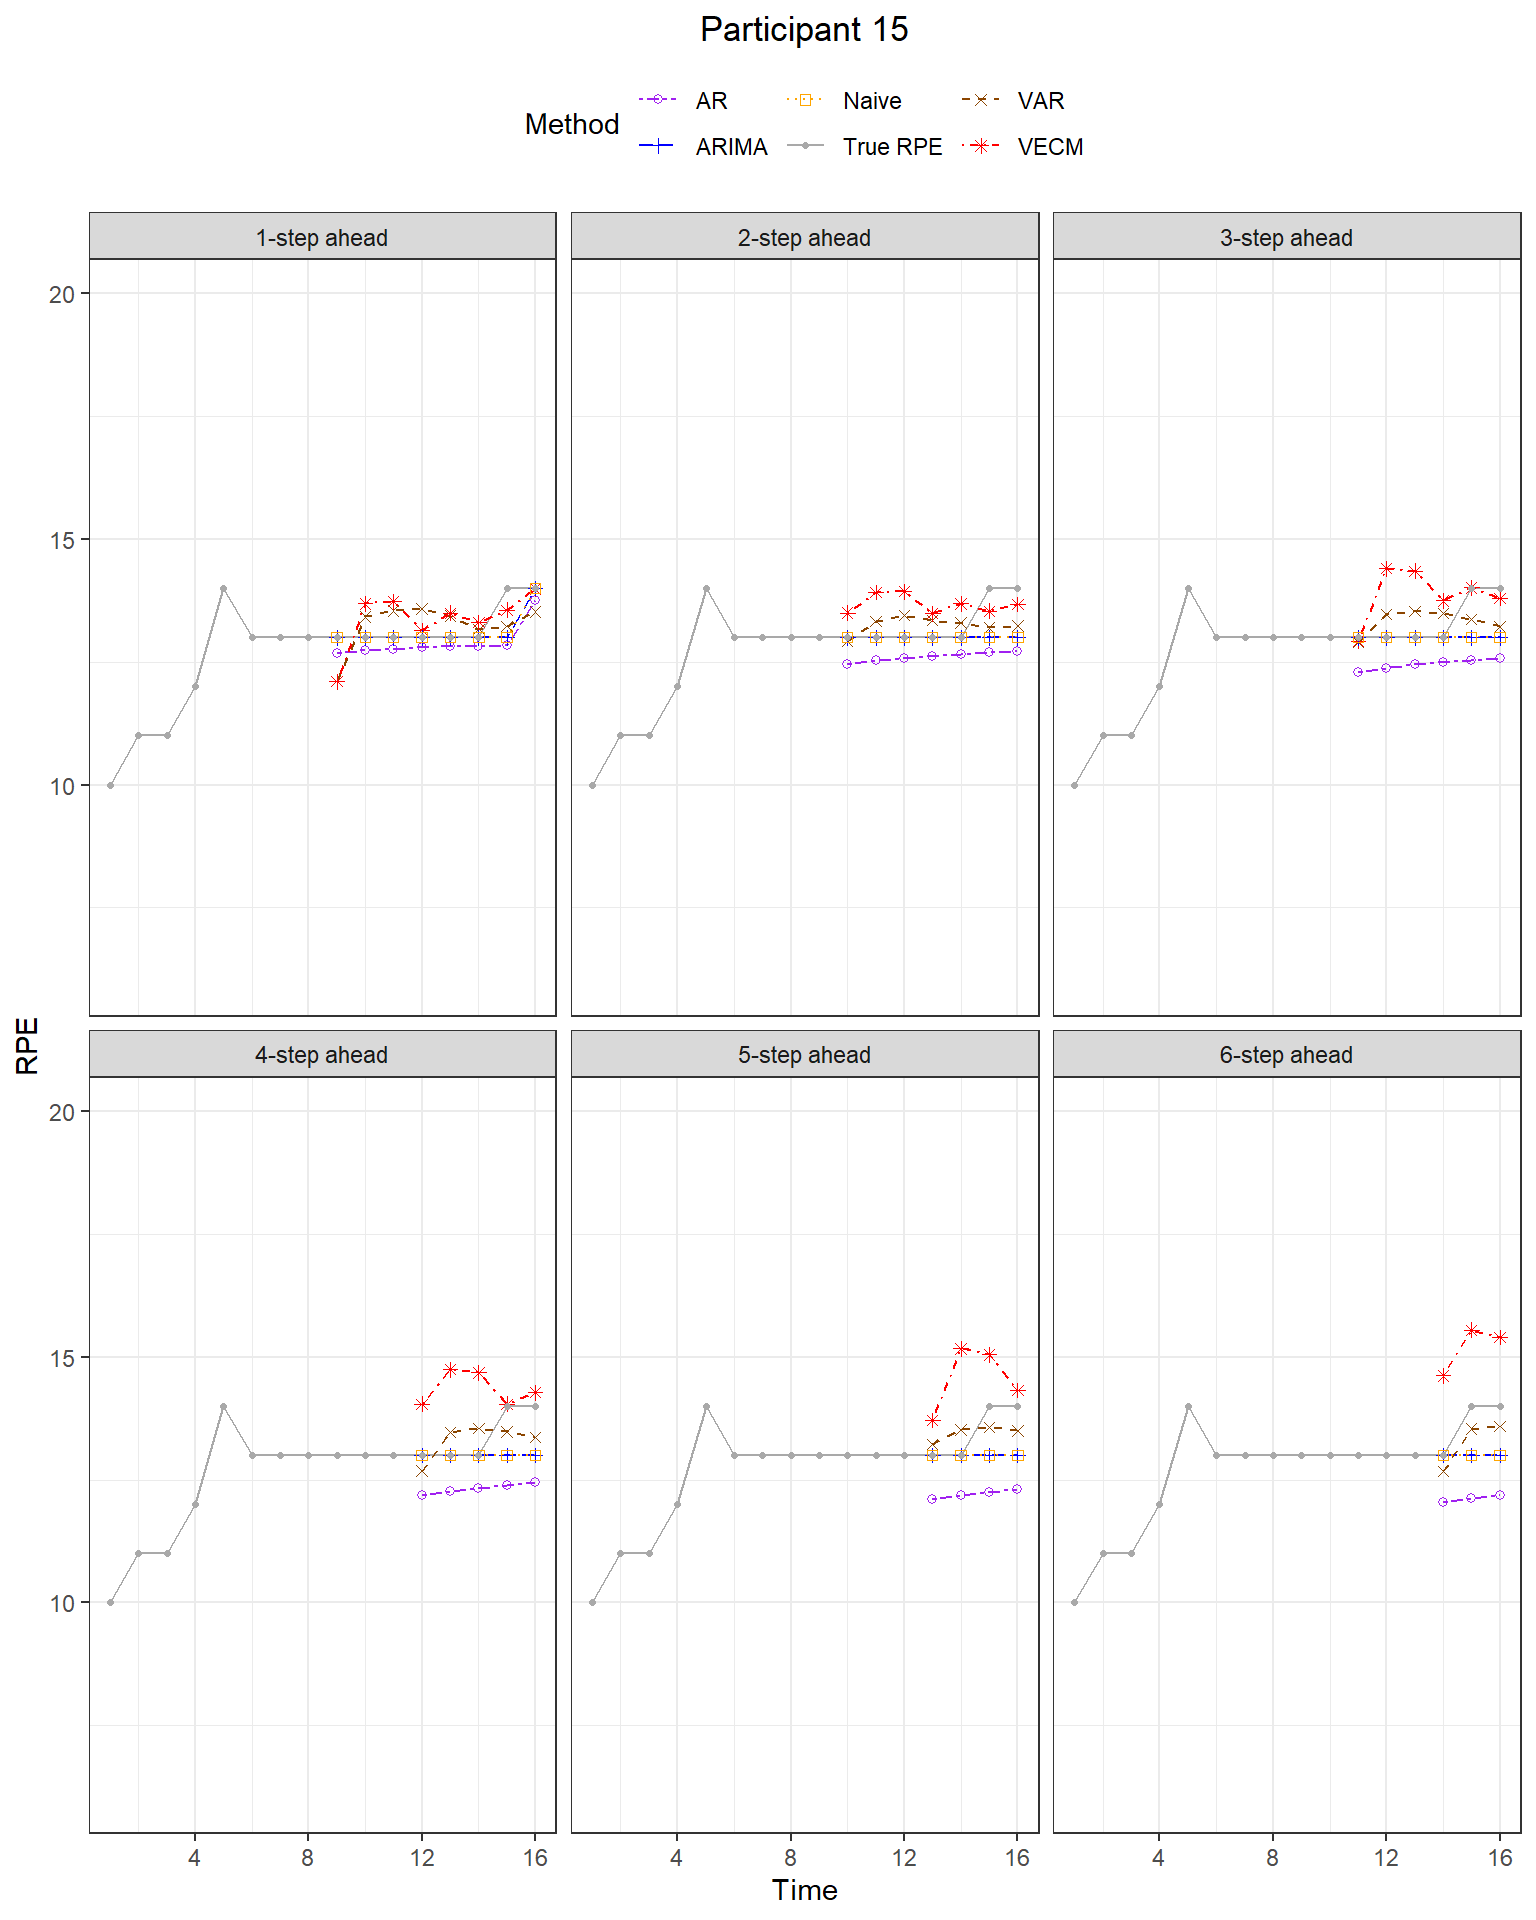 Participant 15
Method
AR
Naive
VAR
ARIMA
True RPE
VECM
1-step ahead
2-step ahead
3-step ahead
20
15
10
RPE
4-step ahead
5-step ahead
6-step ahead
20
15
10
4 8 12 16
4 8 12 16
4 8 12 16
Time